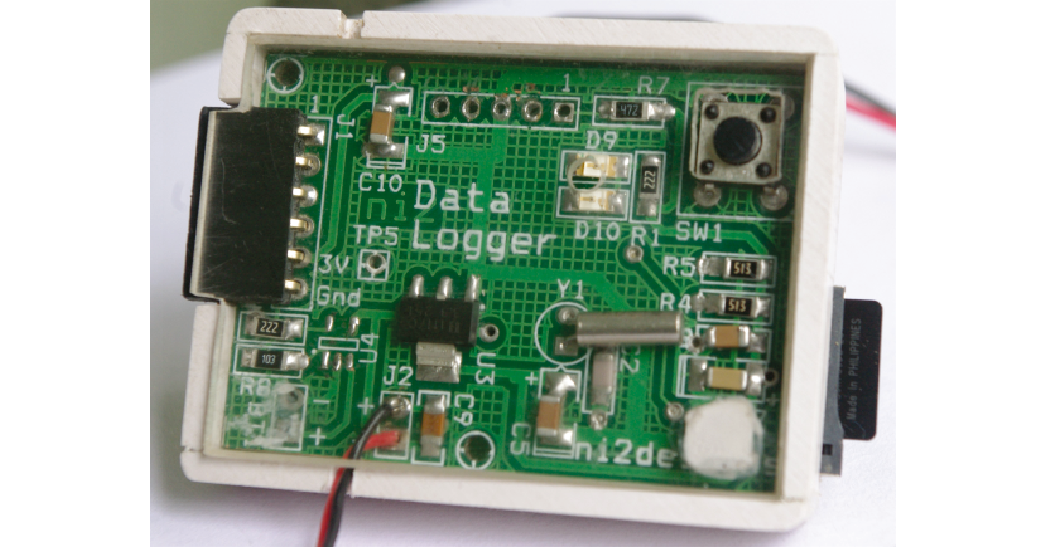 1
R7
472
J1
+
J5
D9
222
C10
Data
D10
R1
SW1
TP5
Logger
3V
R5
513
Gnd
Y1
R4
513
222
U4
103
U3
J2
R8
+
C9
+
C5
ni2de
Made in PHILIPPINES